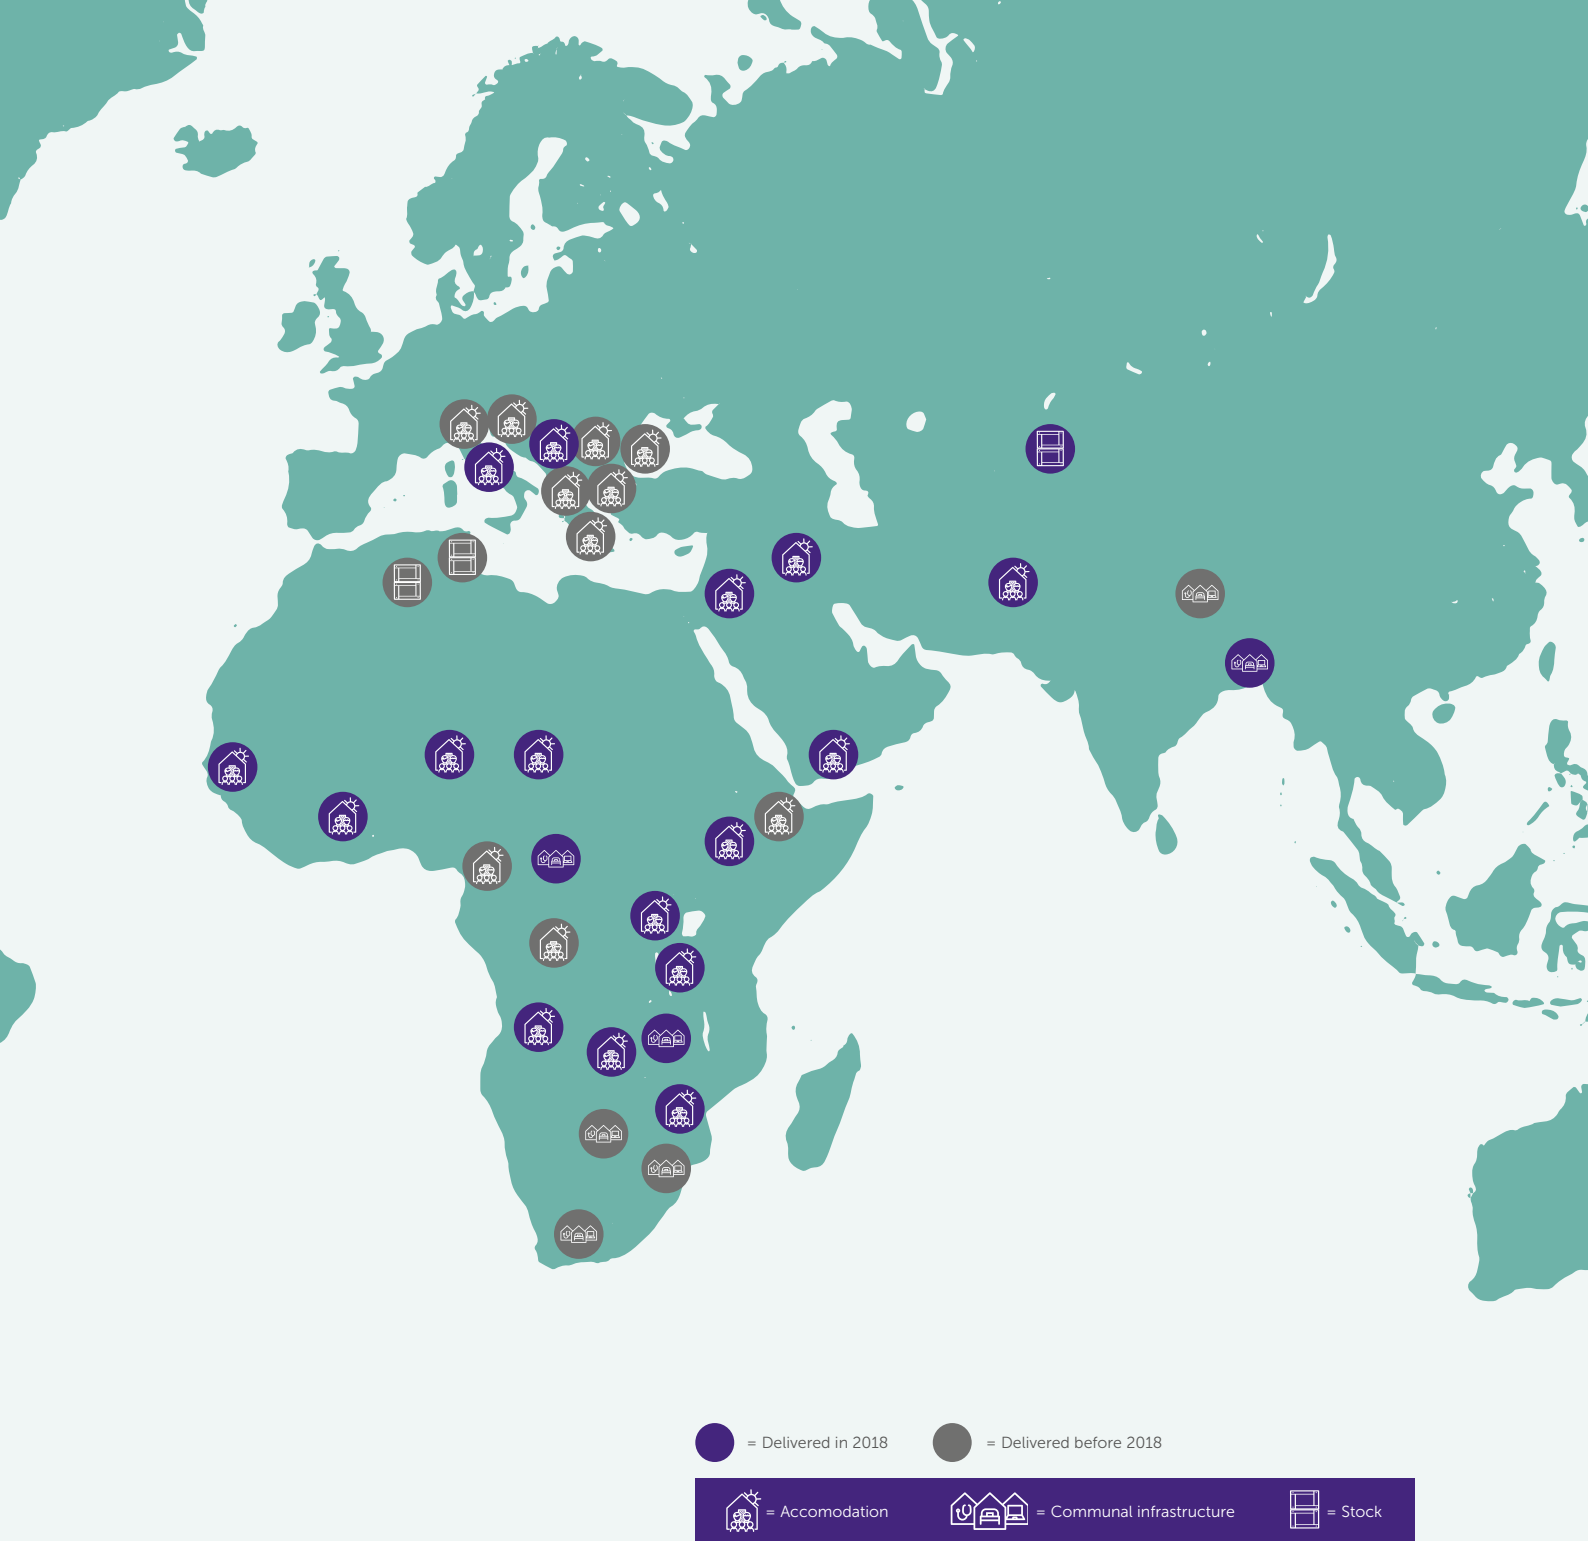 = Delivered in 2018 = Delivered before 2018
= Accomodation = Communal infrastructure = Stock